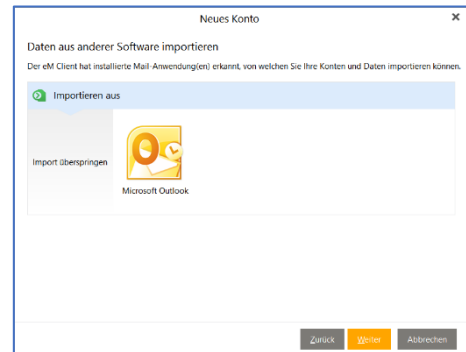 Neues Konto
Daten aus anderer Software importieren
Der eM Client hat installierte Mail-Anwendung(en) erkannt, von welchen Sie Ihre Konten und Daten importieren können.
Importieren aus
Import überspringen
Microsoft Outlook
Zurück Weiter Abbrechen